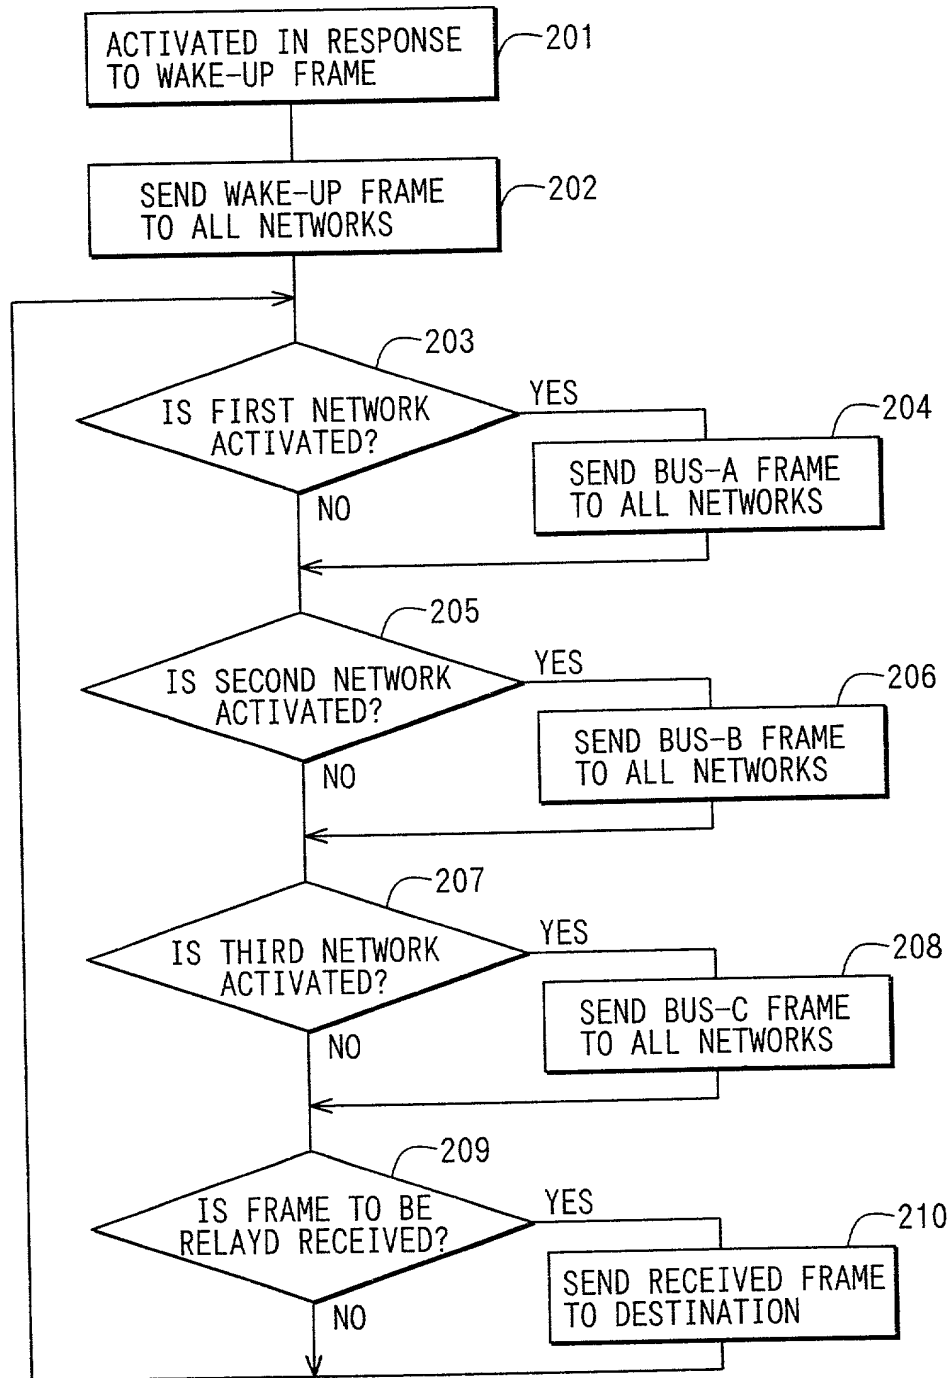 ACTIVATED IN RESPONSE
TO WAKE-UP FRAME
201
SEND WAKE-UP FRAME
TO ALL NETWORKS
202
203
IS FIRST NETWORK
ACTIVATED?
YES
NO
204
SEND BUS-A FRAME
TO ALL NETWORKS
205
IS SECOND NETWORK
ACTIVATED?
YES
NO
206
SEND BUS-B FRAME
TO ALL NETWORKS
207
IS THIRD NETWORK
ACTIVATED?
YES
NO
208
SEND BUS-C FRAME
TO ALL NETWORKS
209
IS FRAME TO BE
RELAYD RECEIVED?
YES
NO
210
SEND RECEIVED FRAME
TO DESTINATION